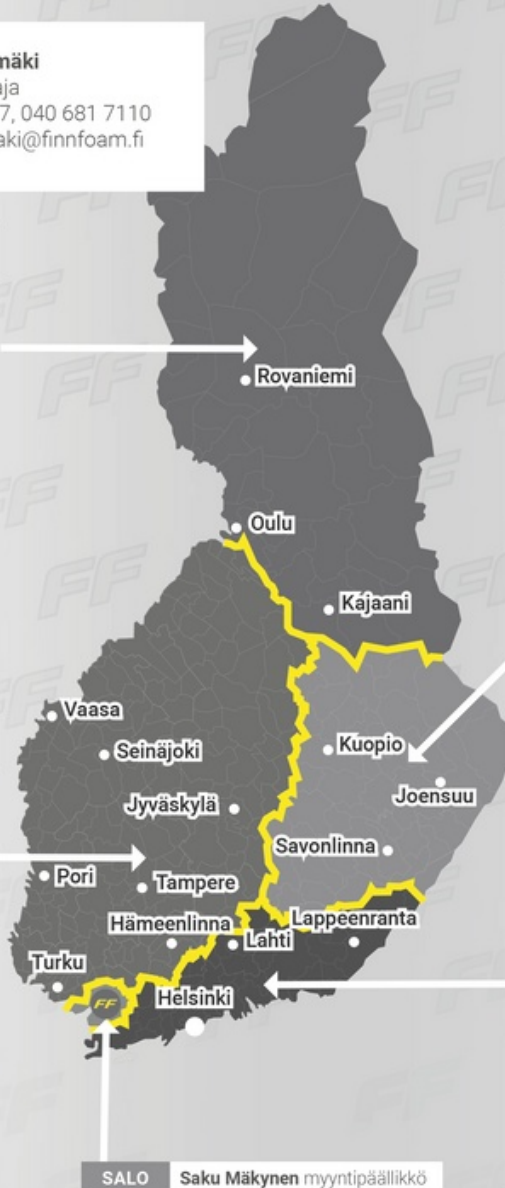 mäki
aja
7, 040 681 7110
aki@finnfoam.fi
Rovaniemi
Oulu
Kajaani
Vaasa
Seinäjoki
Kuopio
Jyväskylä
Joensuu
Savonlinna
Pori
Tampere
Hämeenlinna
Lappeenranta
Lahti
Turku
FF
Helsinki
SALO Saku Mäkynen myyntipäällikkö